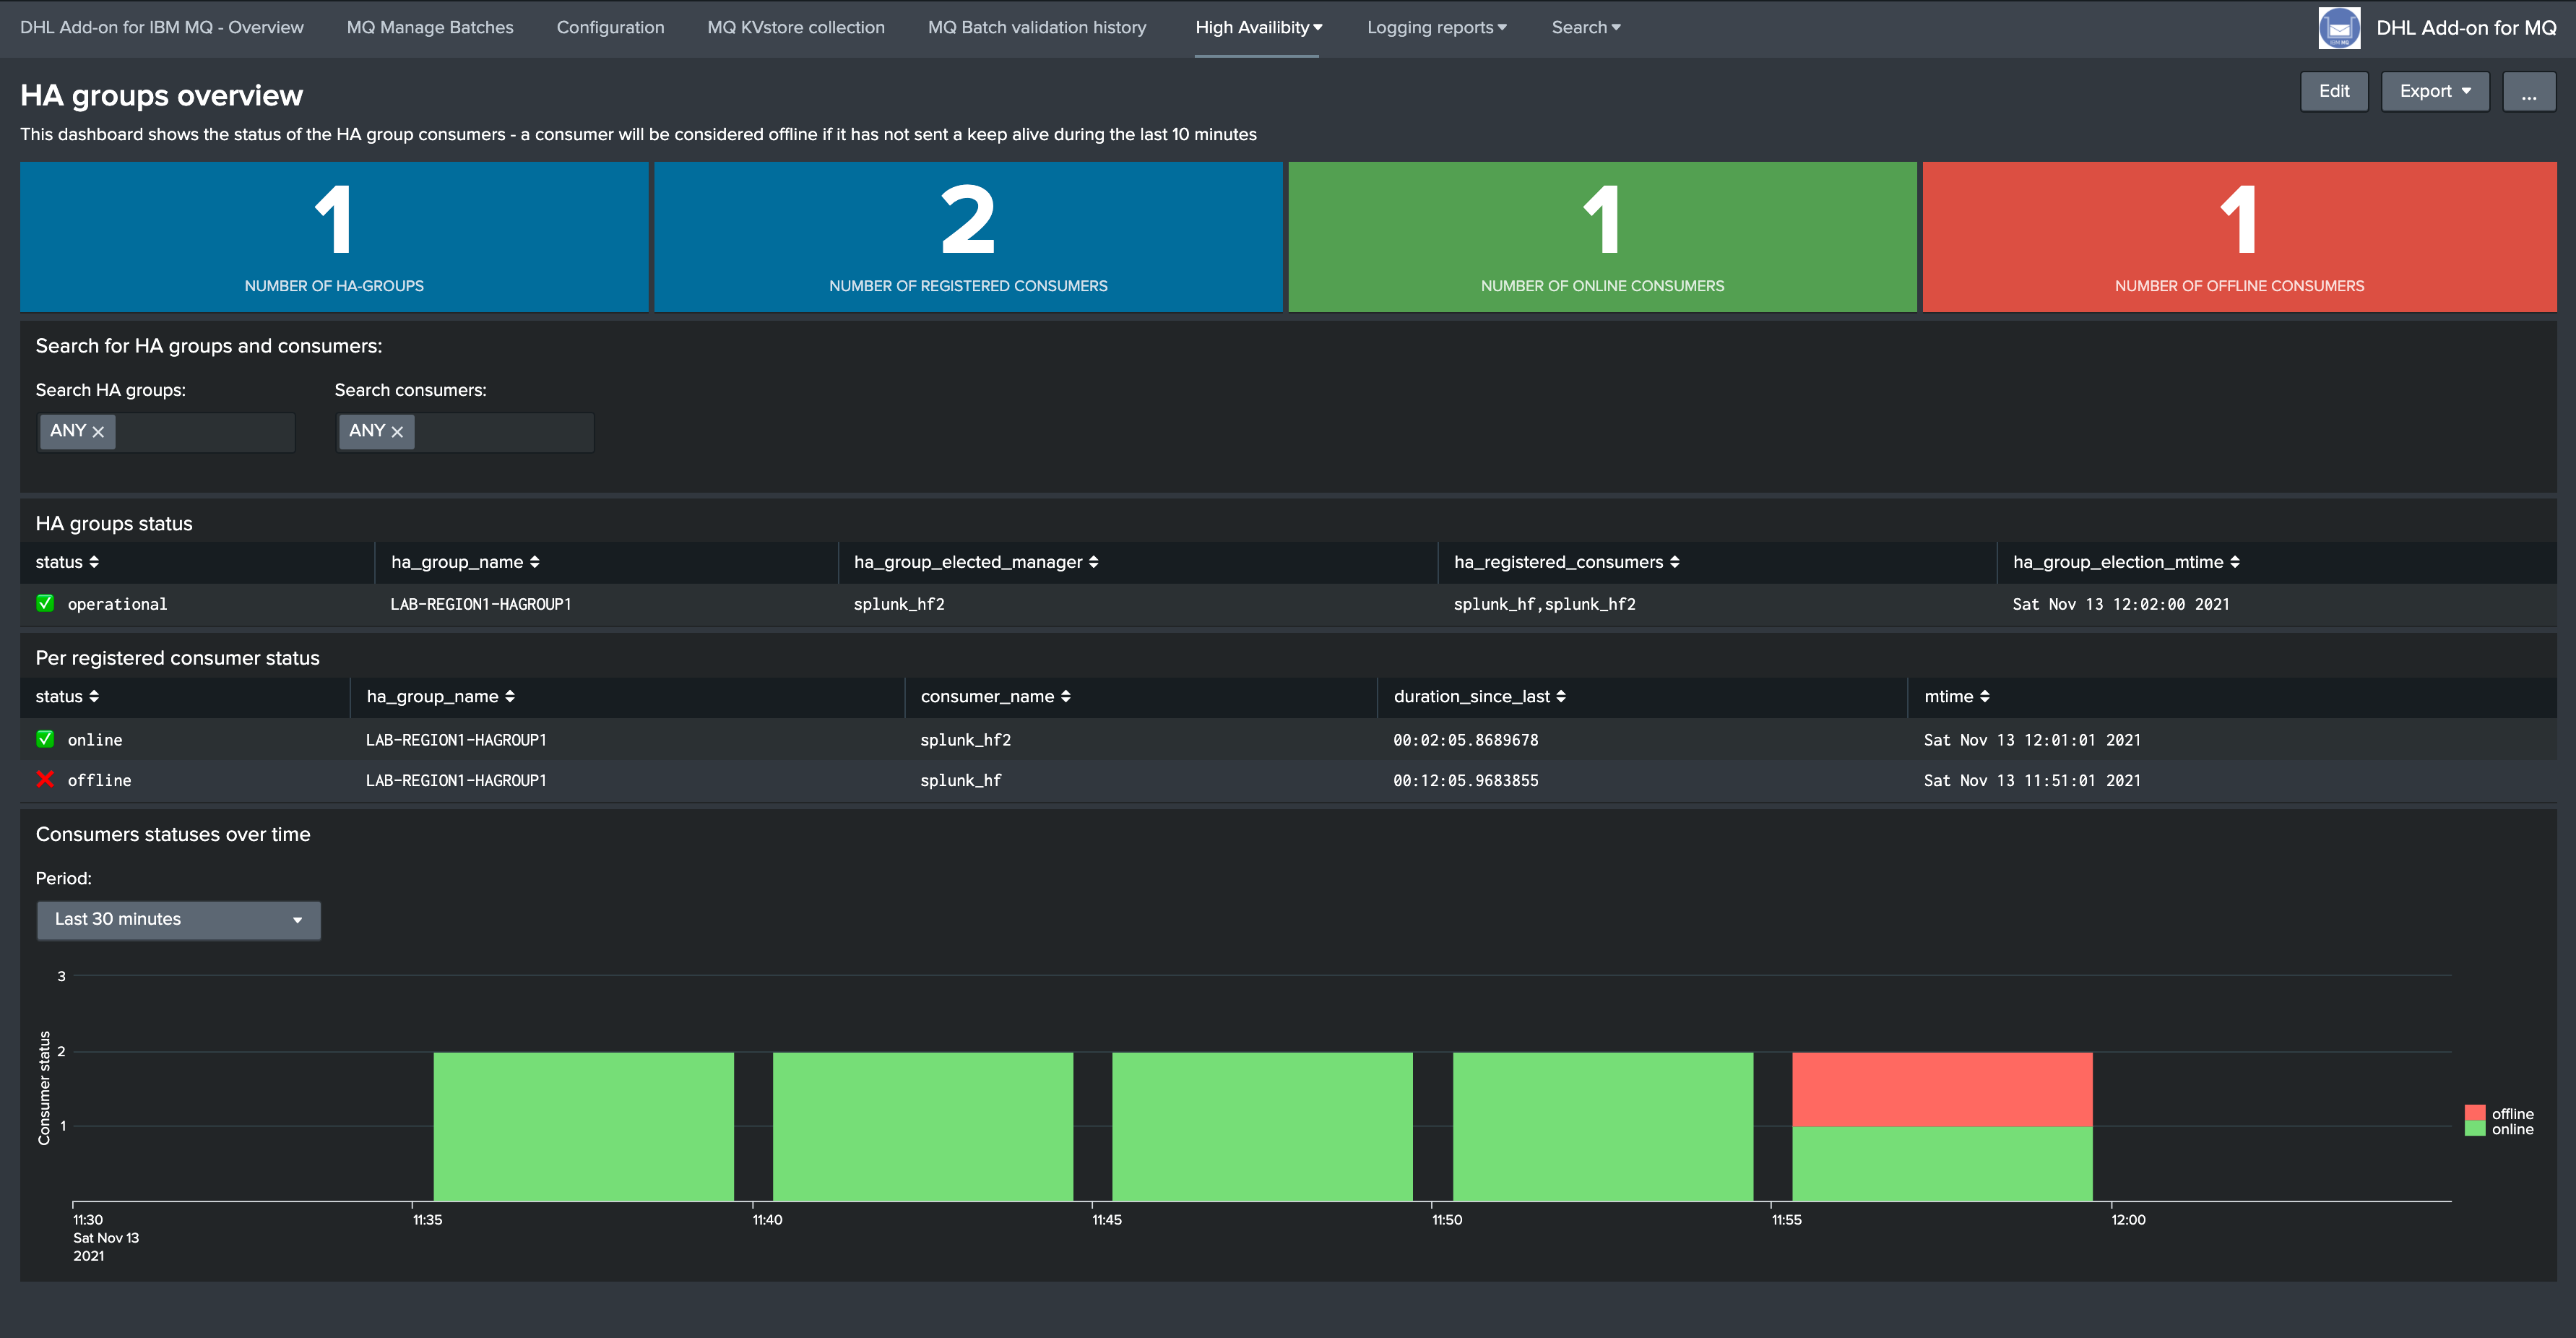 DHL Add-on for IBM MQ - Overview MQ Manage Batches Configuration MQ KVstore collection MQ Batch validation history High Availibity Logging reports Search DHL Add-on for MQ
HA groups overview
Edit Export ...
This dashboard shows the status of the HA group consumers - a consumer will be considered offline if it has not sent a keep alive during the last 10 minutes
1 2 1 1
NUMBER OF HA-GROUPS NUMBER OF REGISTERED CONSUMERS NUMBER OF ONLINE CONSUMERS NUMBER OF OFFLINE CONSUMERS
Search for HA groups and consumers:
Search HA groups: Search consumers:
ANY ANY
HA groups status
status ha_group_name ha_group_elected_manager ha_registered_consumers ha_group_election_mtime
operational LAB-REGION1-HAGROUP1 splunk_hf2 splunk_hf,splunk_hf2 Sat Nov 13 12:02:00 2021
Per registered consumer status
status ha_group_name consumer_name duration_since_last mtime
online LAB-REGION1-HAGROUP1 splunk_hf2 00:02:05.8689678 Sat Nov 13 12:01:01 2021
offline LAB-REGION1-HAGROUP1 splunk_hf 00:12:05.9683855 Sat Nov 13 11:51:01 2021
Consumers statuses over time
Period:
Last 30 minutes
3
2
1
Consumer status
offline
online
11:30 11:35 11:40 11:45 11:50 11:55 12:00
Sat Nov 13
2021